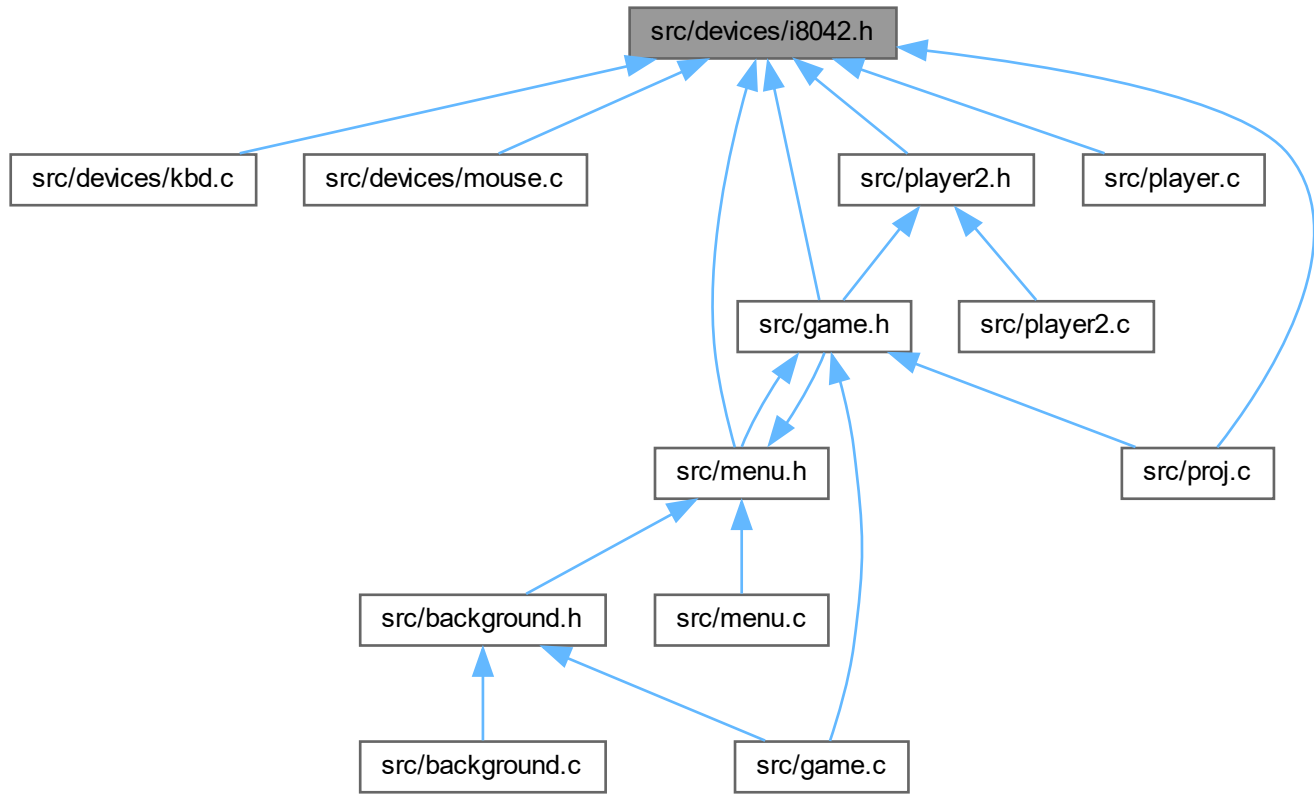 src/devices/i8042.h
src/devices/kbd.c
src/devices/mouse.c
src/player2.h
src/player.c
src/game.h
src/player2.c
src/menu.h
src/proj.c
src/background.h
src/menu.c
src/background.c
src/game.c